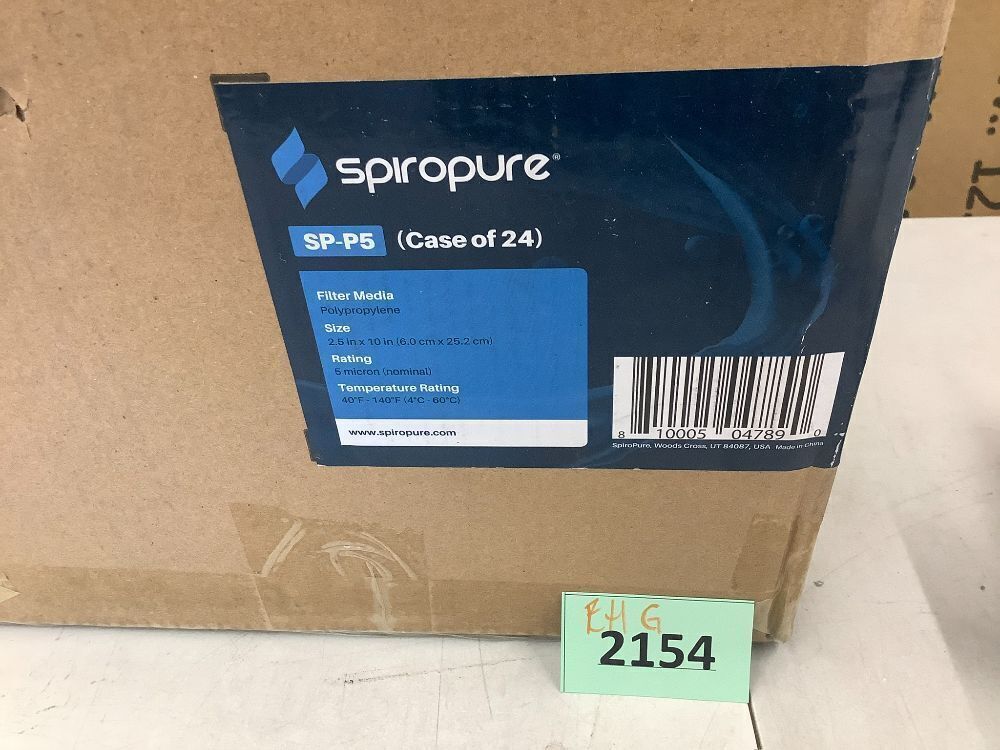 spiropure®
SP-P5 (Case of 24)
Filter Media
Polypropylene
Size
2.5 in x 10 in (6.0 cm x 25.2 cm)
Rating
5 micron (nominal)
Temperature Rating
40°F - 140°F (4°C - 60°C)
www.spiropure.com
8 10005 04789 0
SpiroPure, Woods Cross, UT 84087, USA Made in China
EH G
2154
12